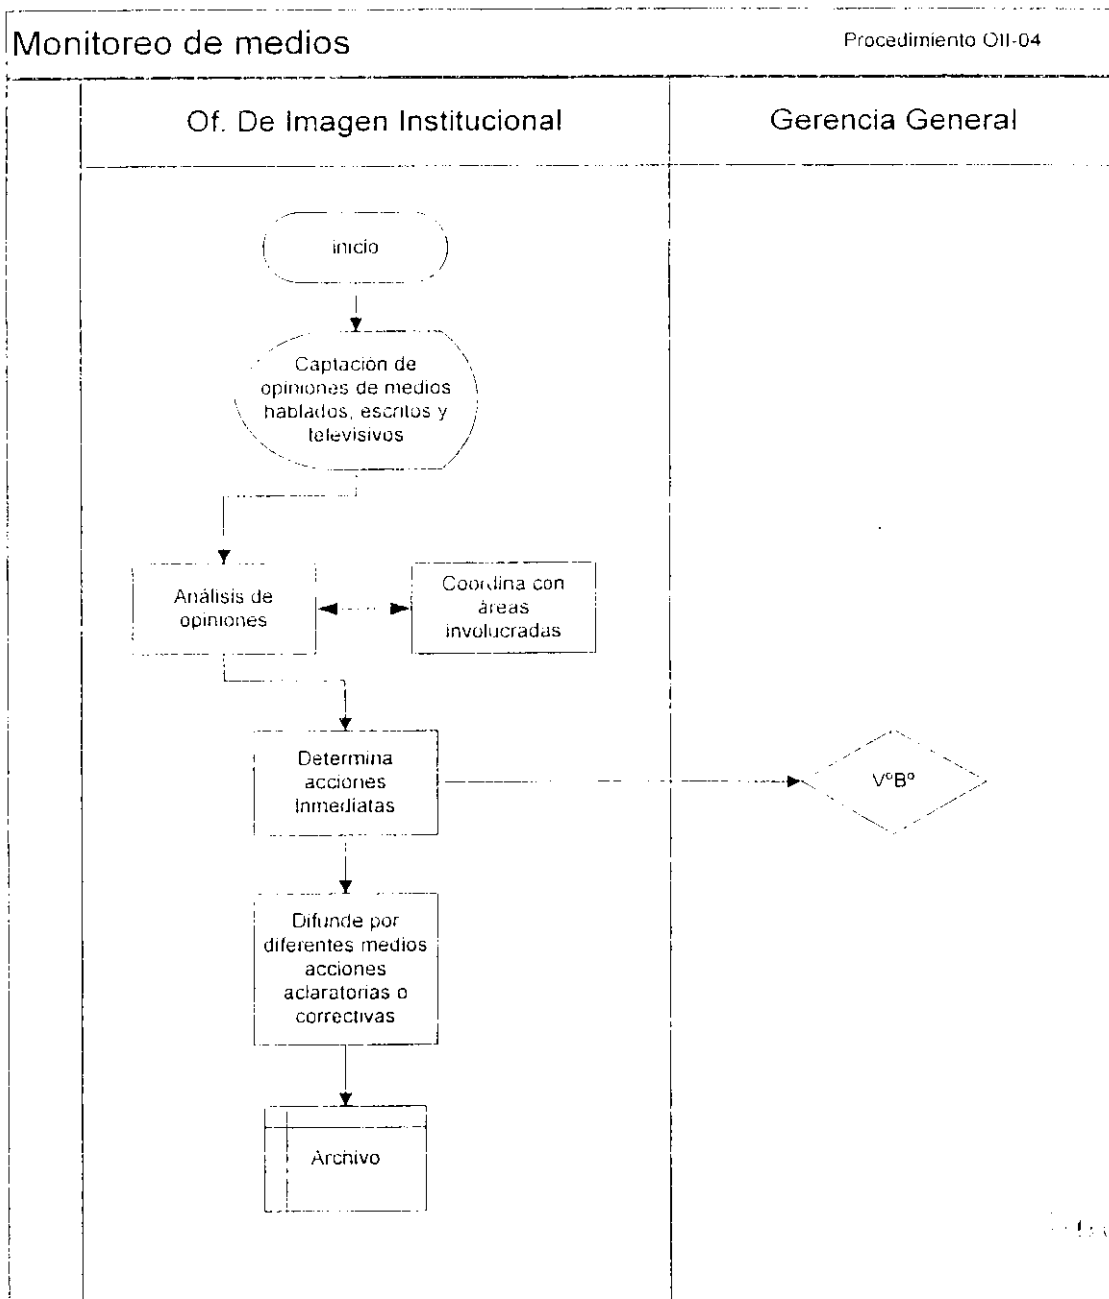 Monitoreo de medios
Procedimiento OII-04
Of. De Imagen Institucional
Gerencia General
inicio
Captación de
opiniones de medios
hablados, escritos y
televisivos
Análisis de
opiniones
Coordina con
áreas
involucradas
Determina
acciones
Inmediatas
VºBº
Difunde por
diferentes medios
acciones
aclaratorias o
correctivas
Archivo